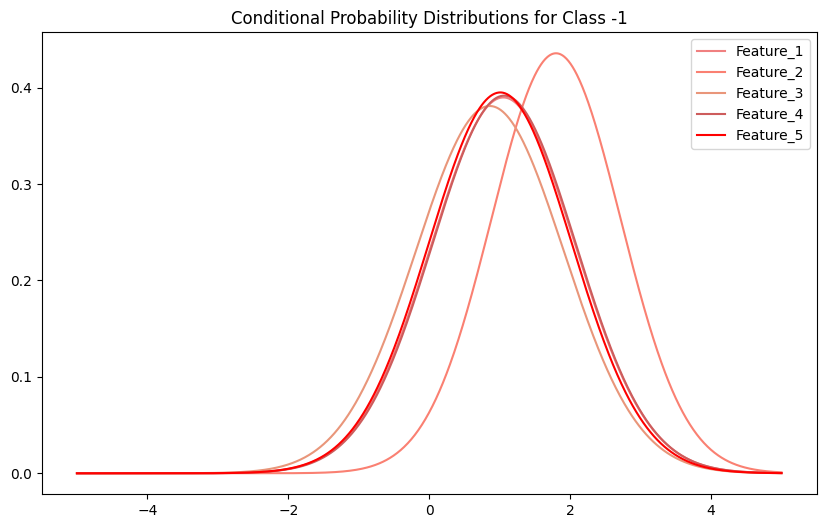 Conditional Probability Distributions for Class -1
Feature_1
Feature_2
Feature_3
Feature_4
Feature_5
0.4
0.3
0.2
0.1
0.0
−4
−2
0
2
4